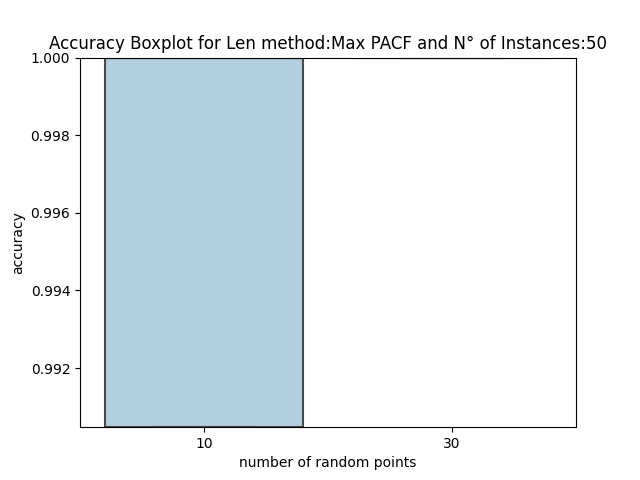 Accuracy Boxplot for Len method:Max PACF and N° of Instances:50
1.000
0.998
0.996
0.994
0.992
accuracy
10 30
number of random points